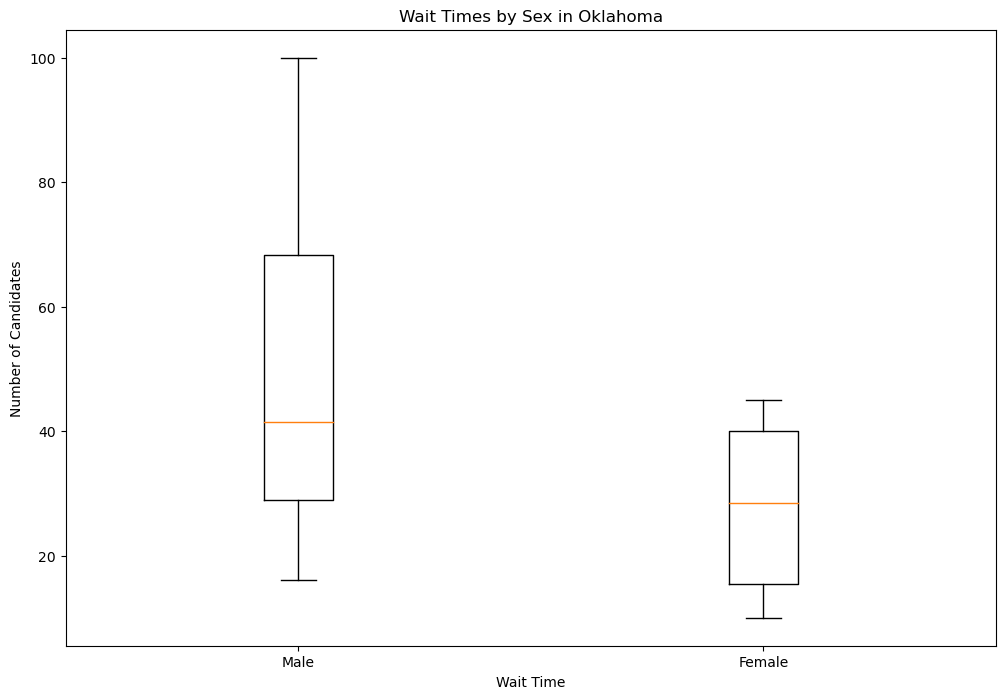 Wait Times by Sex in Oklahoma
Number of Candidates
100
80
60
40
20
Male
Female
Wait Time